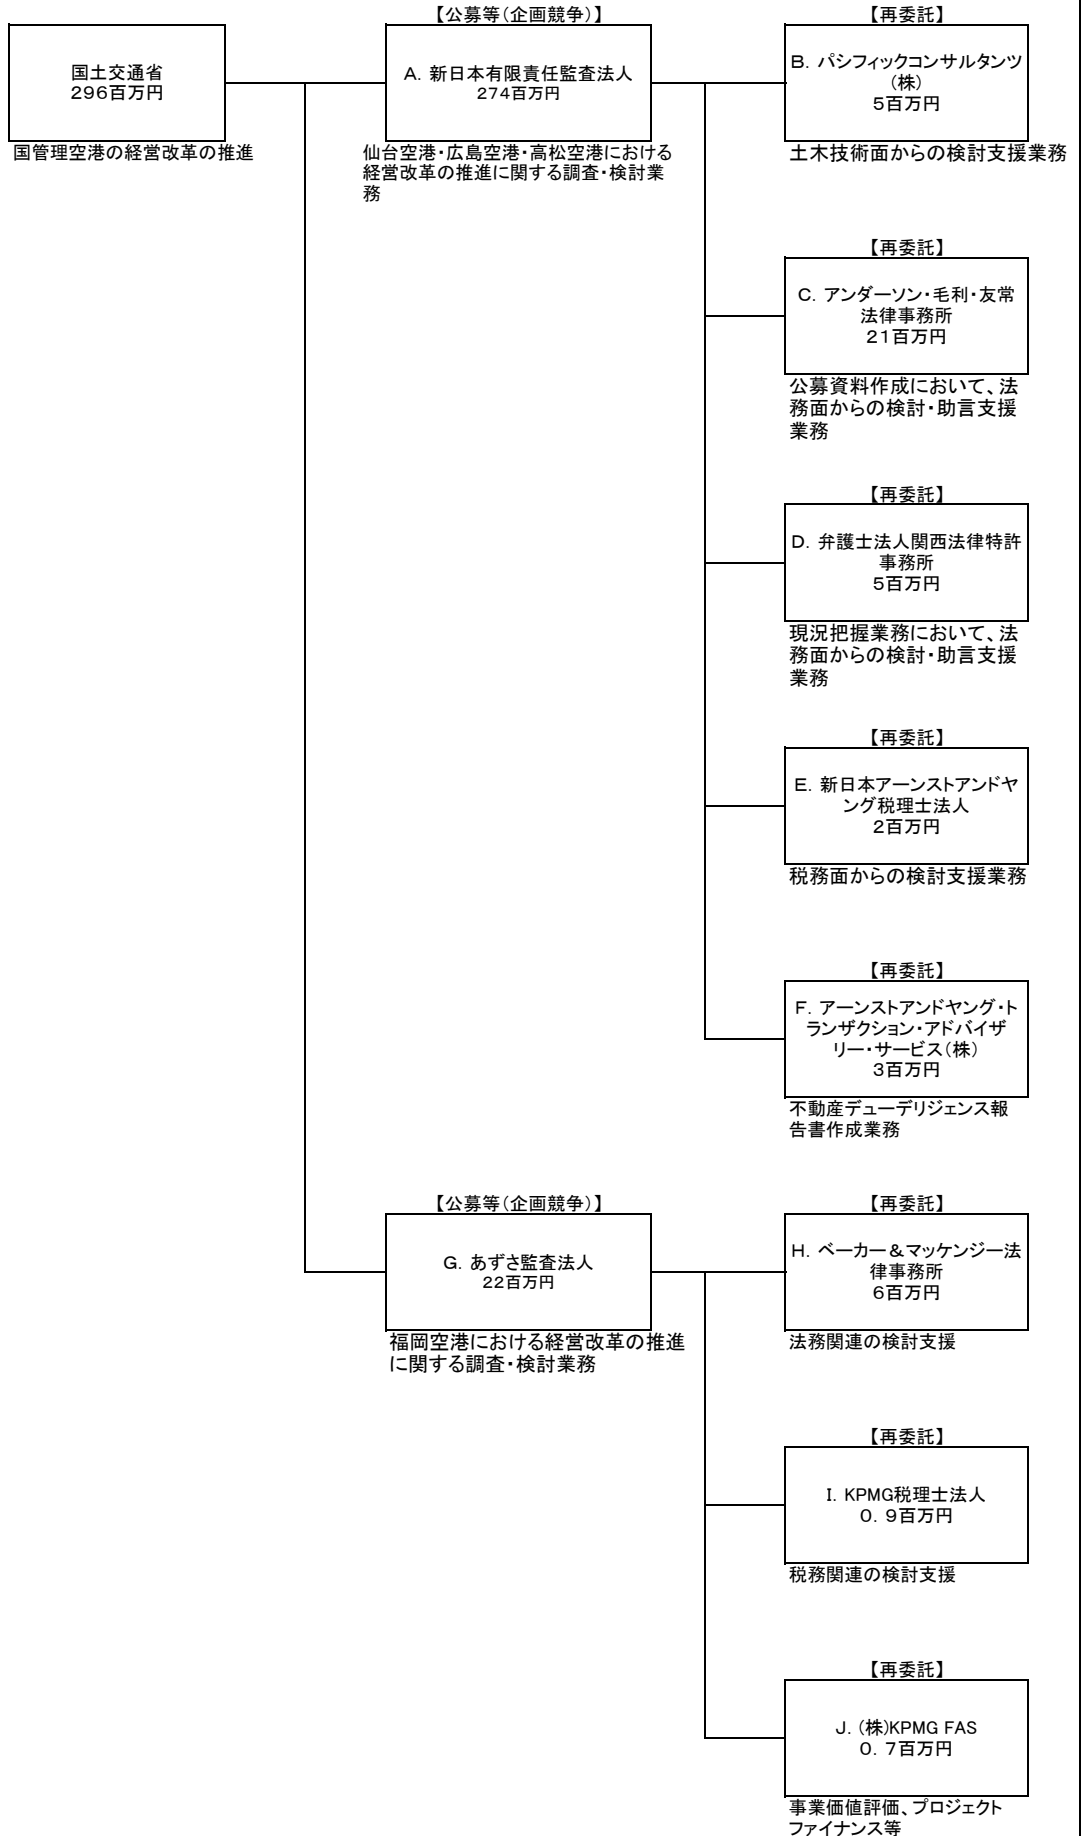 国土交通省
296百万円
国管理空港の経営改革の推進
【公募等(企画競争)】
A. 新日本有限責任監査法人
274百万円
仙台空港・広島空港・高松空港における
経営改革の推進に関する調査・検討業
務
【再委託】
B. パシフィックコンサルタンツ
(株)
5百万円
土木技術面からの検討支援業務
【再委託】
C. アンダーソン・毛利・友常
法律事務所
21百万円
公募資料作成において、法
務面からの検討・助言支援
業務
【再委託】
D. 弁護士法人関西法律特許
事務所
5百万円
現況把握業務において、法
務面からの検討・助言支援
業務
【再委託】
E. 新日本アーンストアンドヤ
ング税理士法人
2百万円
税務面からの検討支援業務
【再委託】
F. アーンストアンドヤング・ト
ランザクション・アドバイザ
リー・サービス(株)
3百万円
不動産デューデリジェンス報
告書作成業務
【公募等(企画競争)】
G. あずさ監査法人
22百万円
福岡空港における経営改革の推進
に関する調査・検討業務
【再委託】
H. ベーカー&マッケンジー法
律事務所
6百万円
法務関連の検討支援
【再委託】
I. KPMG税理士法人
0.9百万円
税務関連の検討支援
【再委託】
J. (株)KPMG FAS
0.7百万円
事業価値評価、プロジェクト
ファイナンス等